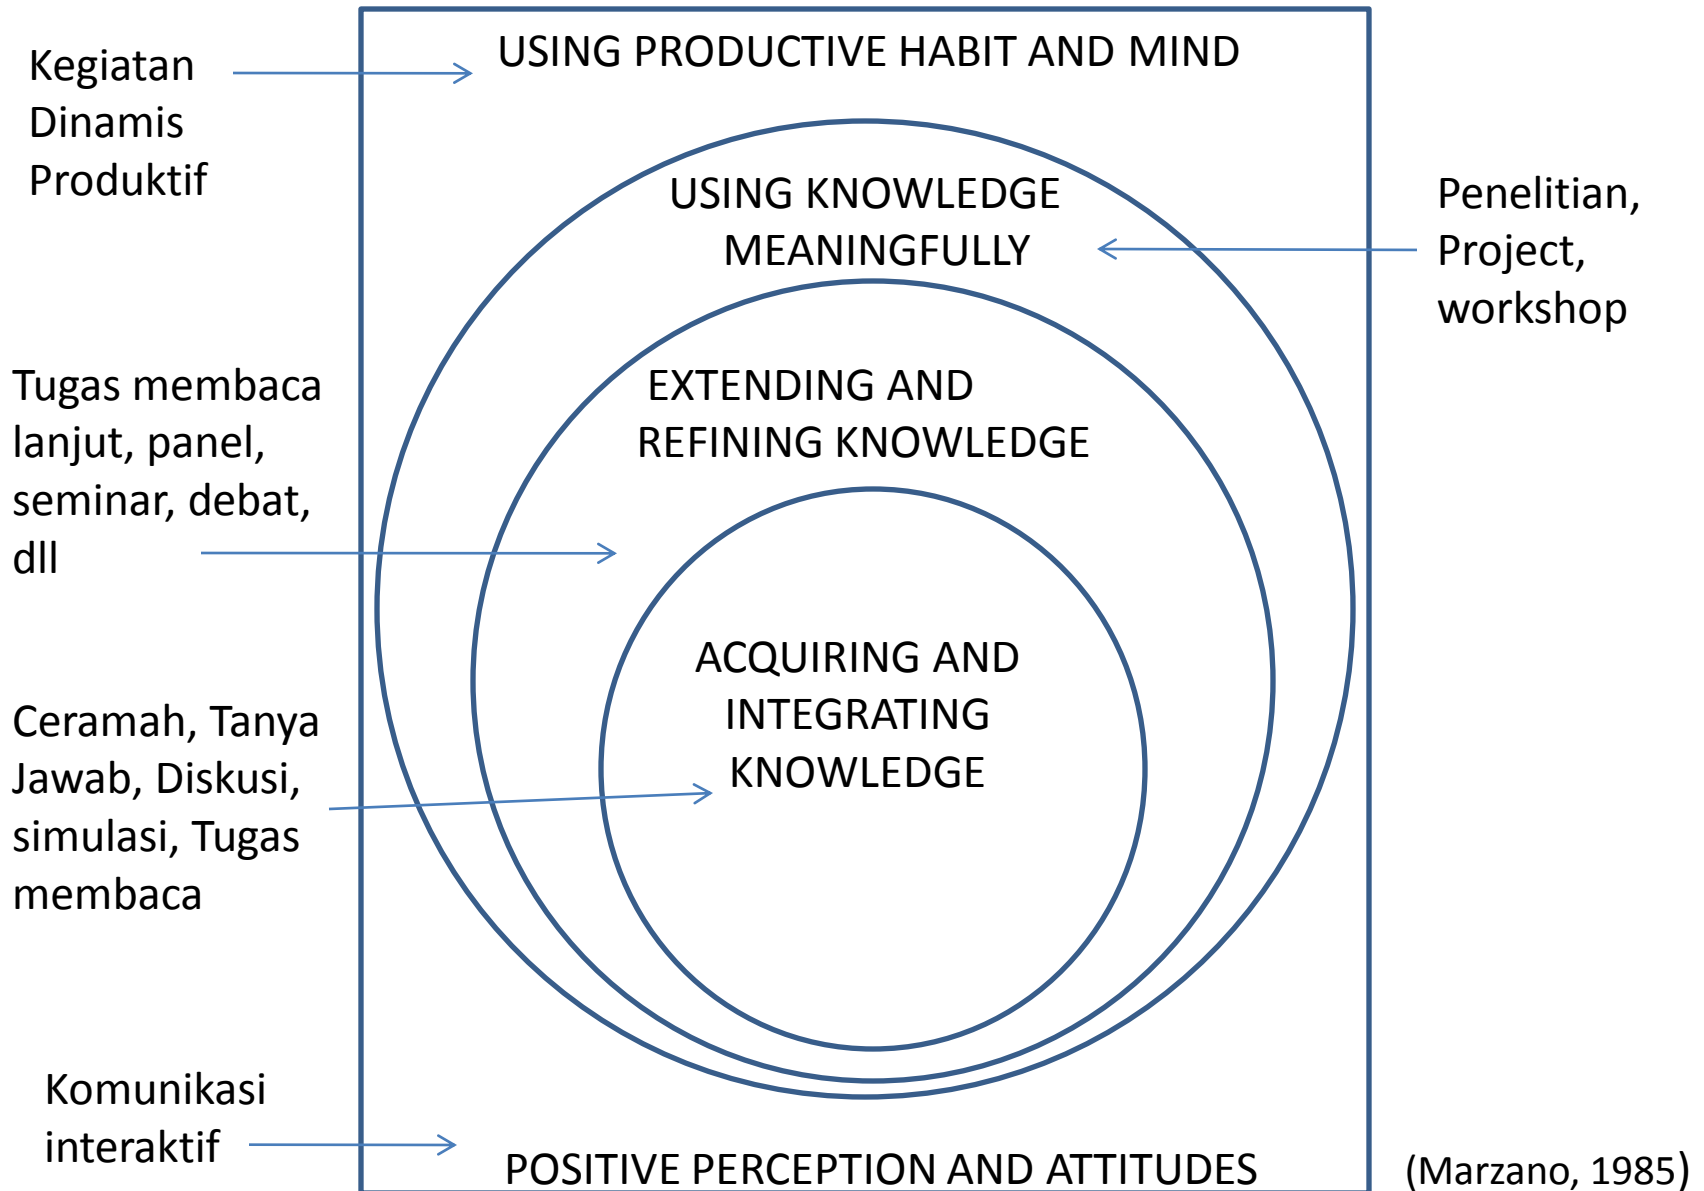 USING PRODUCTIVE HABIT AND MIND
Kegiatan
Dinamis
Produktif
USING KNOWLEDGE
MEANINGFULLY
Penelitian,
Project,
workshop
Tugas membaca
lanjut, panel,
seminar, debat,
dll
EXTENDING AND
REFINING KNOWLEDGE
ACQUIRING AND
INTEGRATING
KNOWLEDGE
Ceramah, Tanya
Jawab, Diskusi,
simulasi, Tugas
membaca
Komunikasi
interaktif
POSITIVE PERCEPTION AND ATTITUDES
(Marzano, 1985)